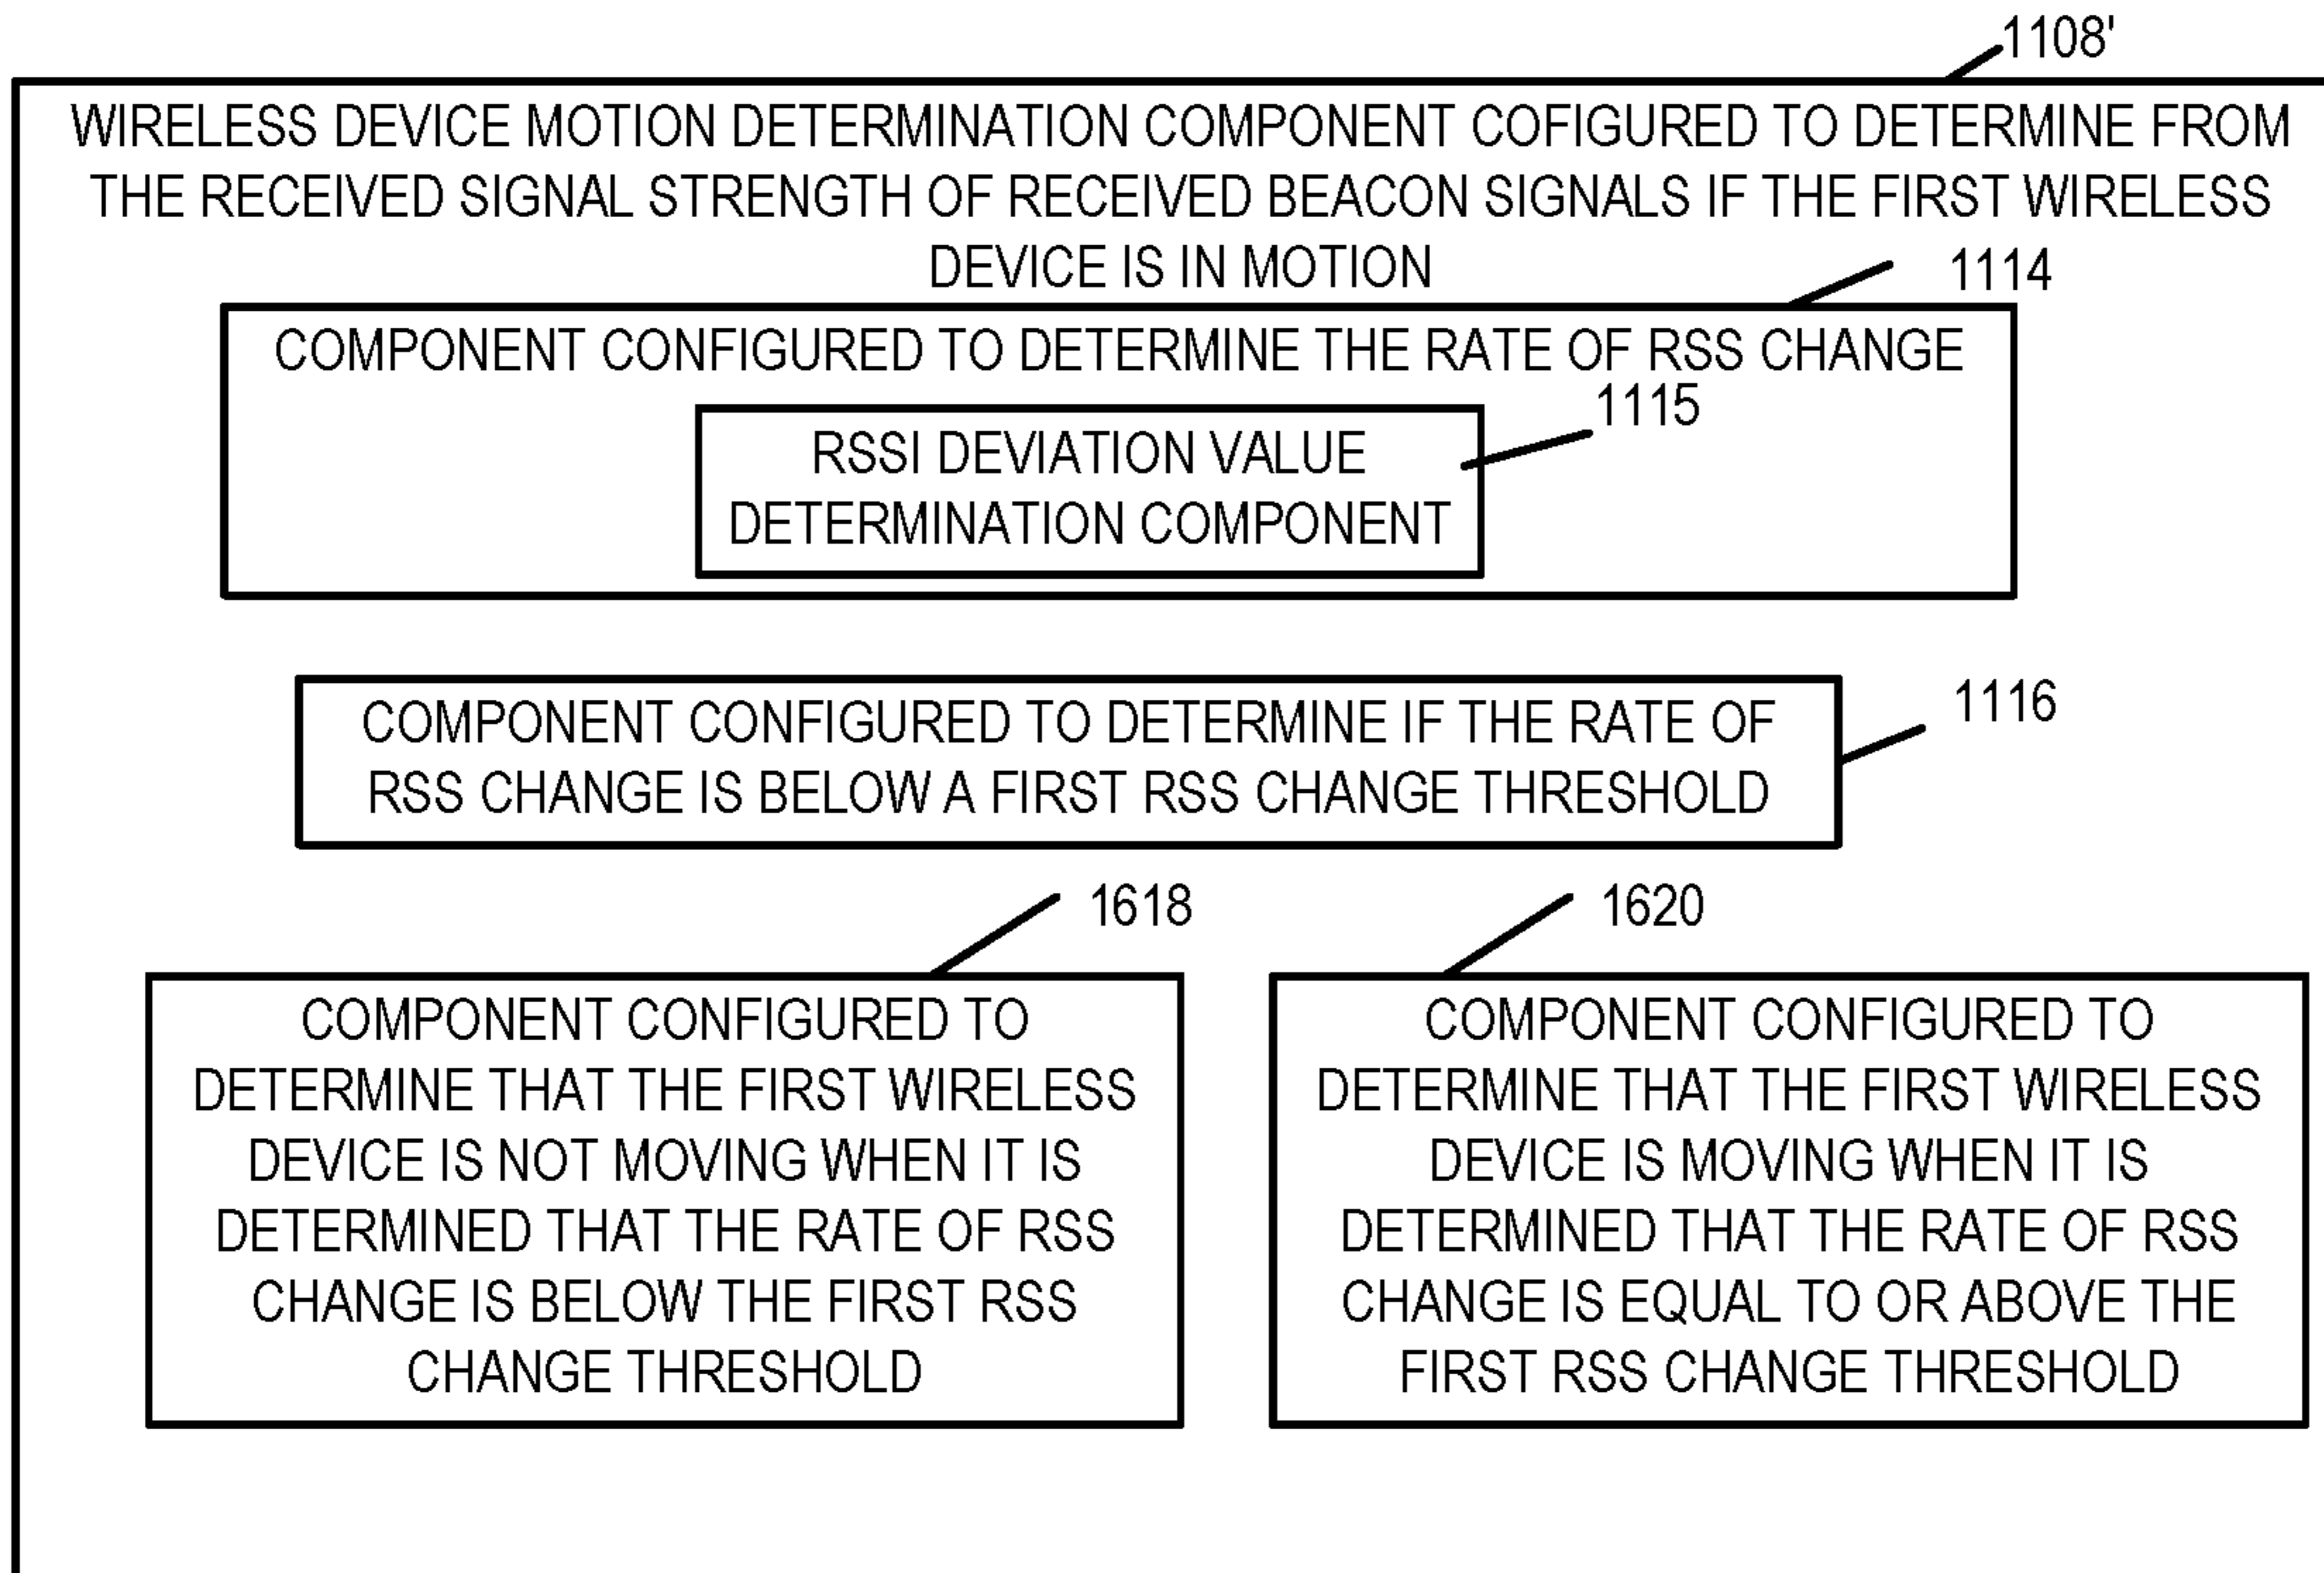 1108'
WIRELESS DEVICE MOTION DETERMINATION COMPONENT COFIGURED TO DETERMINE FROM
THE RECEIVED SIGNAL STRENGTH OF RECEIVED BEACON SIGNALS IF THE FIRST WIRELESS
DEVICE IS IN MOTION
1114
COMPONENT CONFIGURED TO DETERMINE THE RATE OF RSS CHANGE
1115
RSSI DEVIATION VALUE
DETERMINATION COMPONENT
1116
COMPONENT CONFIGURED TO DETERMINE IF THE RATE OF
RSS CHANGE IS BELOW A FIRST RSS CHANGE THRESHOLD
1618
COMPONENT CONFIGURED TO
DETERMINE THAT THE FIRST WIRELESS
DEVICE IS NOT MOVING WHEN IT IS
DETERMINED THAT THE RATE OF RSS
CHANGE IS BELOW THE FIRST RSS
CHANGE THRESHOLD
1620
COMPONENT CONFIGURED TO
DETERMINE THAT THE FIRST WIRELESS
DEVICE IS MOVING WHEN IT IS
DETERMINED THAT THE RATE OF RSS
CHANGE IS EQUAL TO OR ABOVE THE
FIRST RSS CHANGE THRESHOLD